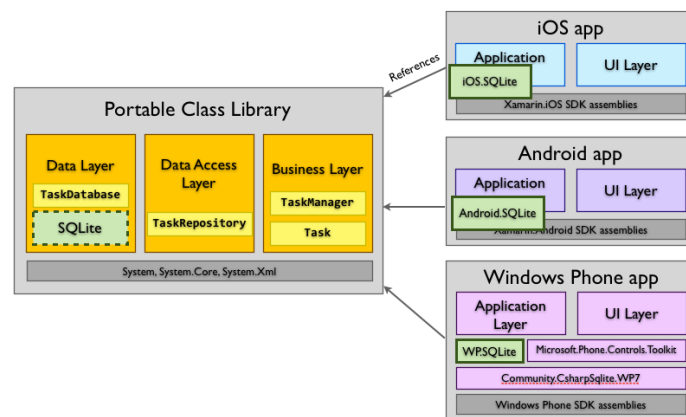 Portable Class Library
Data Layer
TaskDatabase
SQLite
Data Access
Layer
TaskRepository
Business Layer
TaskManager
Task
System, System.Core, System.Xml
References
iOS app
Application
iOS.SQLite
UI Layer
Xamarin.iOS SDK assemblies
Android app
Application
Android.SQLite
UI Layer
Xamarin.Android SDK assemblies
Windows Phone app
Application
Layer
UI Layer
WP.SQLite
Microsoft.Phone.Controls.Toolkit
Community.CsharpSqlite.WP7
Windows Phone SDK assemblies